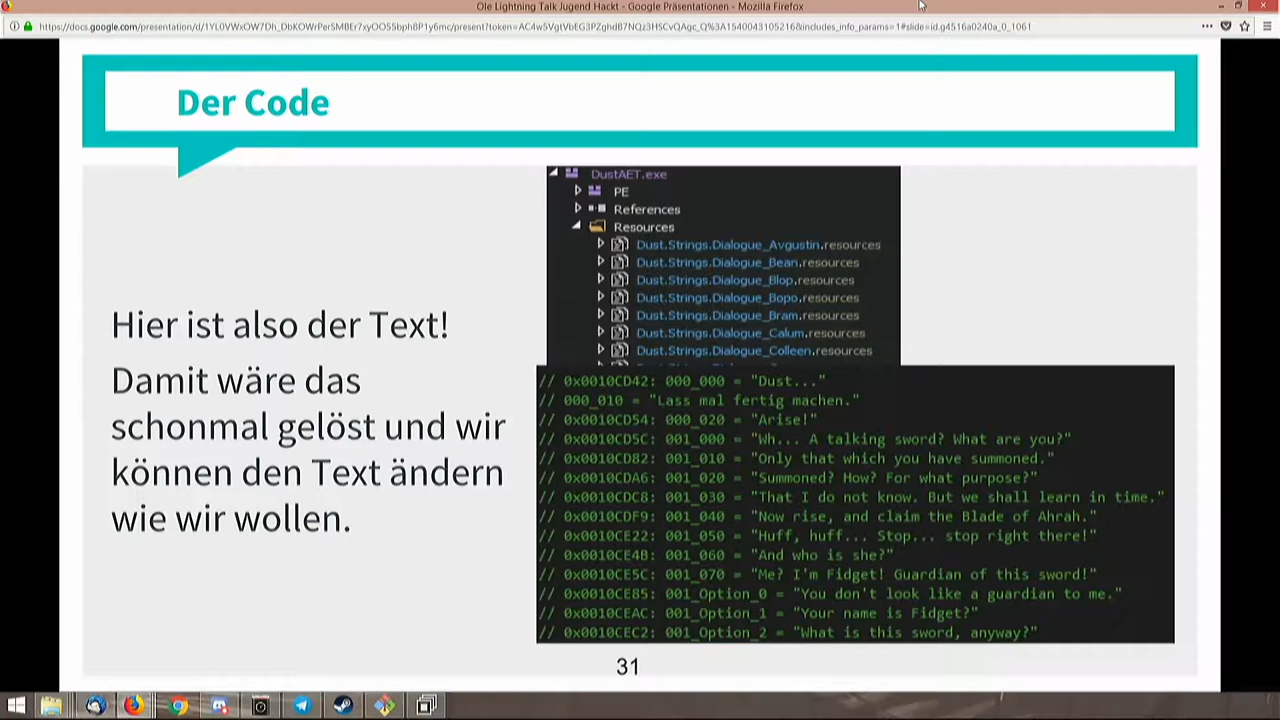 Ole Lightning Talk Jugend Hackt - Google Präsentationen - Mozilla Firefox
Der Code
Hier ist also der Text!
Damit wäre das
schonmal gelöst und wir
können den Text ändern
wie wir wollen.
DustAET.exe
PE
References
Resources
Dust.Strings.Dialogue_Avgustin.resources
Dust.Strings.Dialogue_Bean.resources
Dust.Strings.Dialogue_Blop.resources
Dust.Strings.Dialogue_Bopo.resources
Dust.Strings.Dialogue_Bram.resources
Dust.Strings.Dialogue_Calum.resources
Dust.Strings.Dialogue_Colleen.resources
// 0x0010CD42: 000_000 = "Dust..."
// 000_010 = "Lass mal fertig machen."
// 0x0010CD54: 000_020 = "Arise!"
// 0x0010CD5C: 001_000 = "Wh... A talking sword? What are you?"
// 0x0010CD82: 001_010 = "Only that which you have summoned."
// 0x0010CDA6: 001_020 = "Summoned? How? For what purpose?"
// 0x0010CDC8: 001_030 = "That I do not know. But we shall learn in time."
// 0x0010CDF9: 001_040 = "Now rise, and claim the Blade of Ahrah."
// 0x0010CE22: 001_050 = "Huff, huff... Stop... stop right there!"
// 0x0010CE4B: 001_060 = "And who is she?"
// 0x0010CE5C: 001_070 = "Me? I'm Fidget! Guardian of this sword!"
// 0x0010CE85: 001_Option_0 = "You don't look like a guardian to me."
// 0x0010CEAC: 001_Option_1 = "Your name is Fidget?"
// 0x0010CEC2: 001_Option_2 = "What is this sword, anyway?"
31